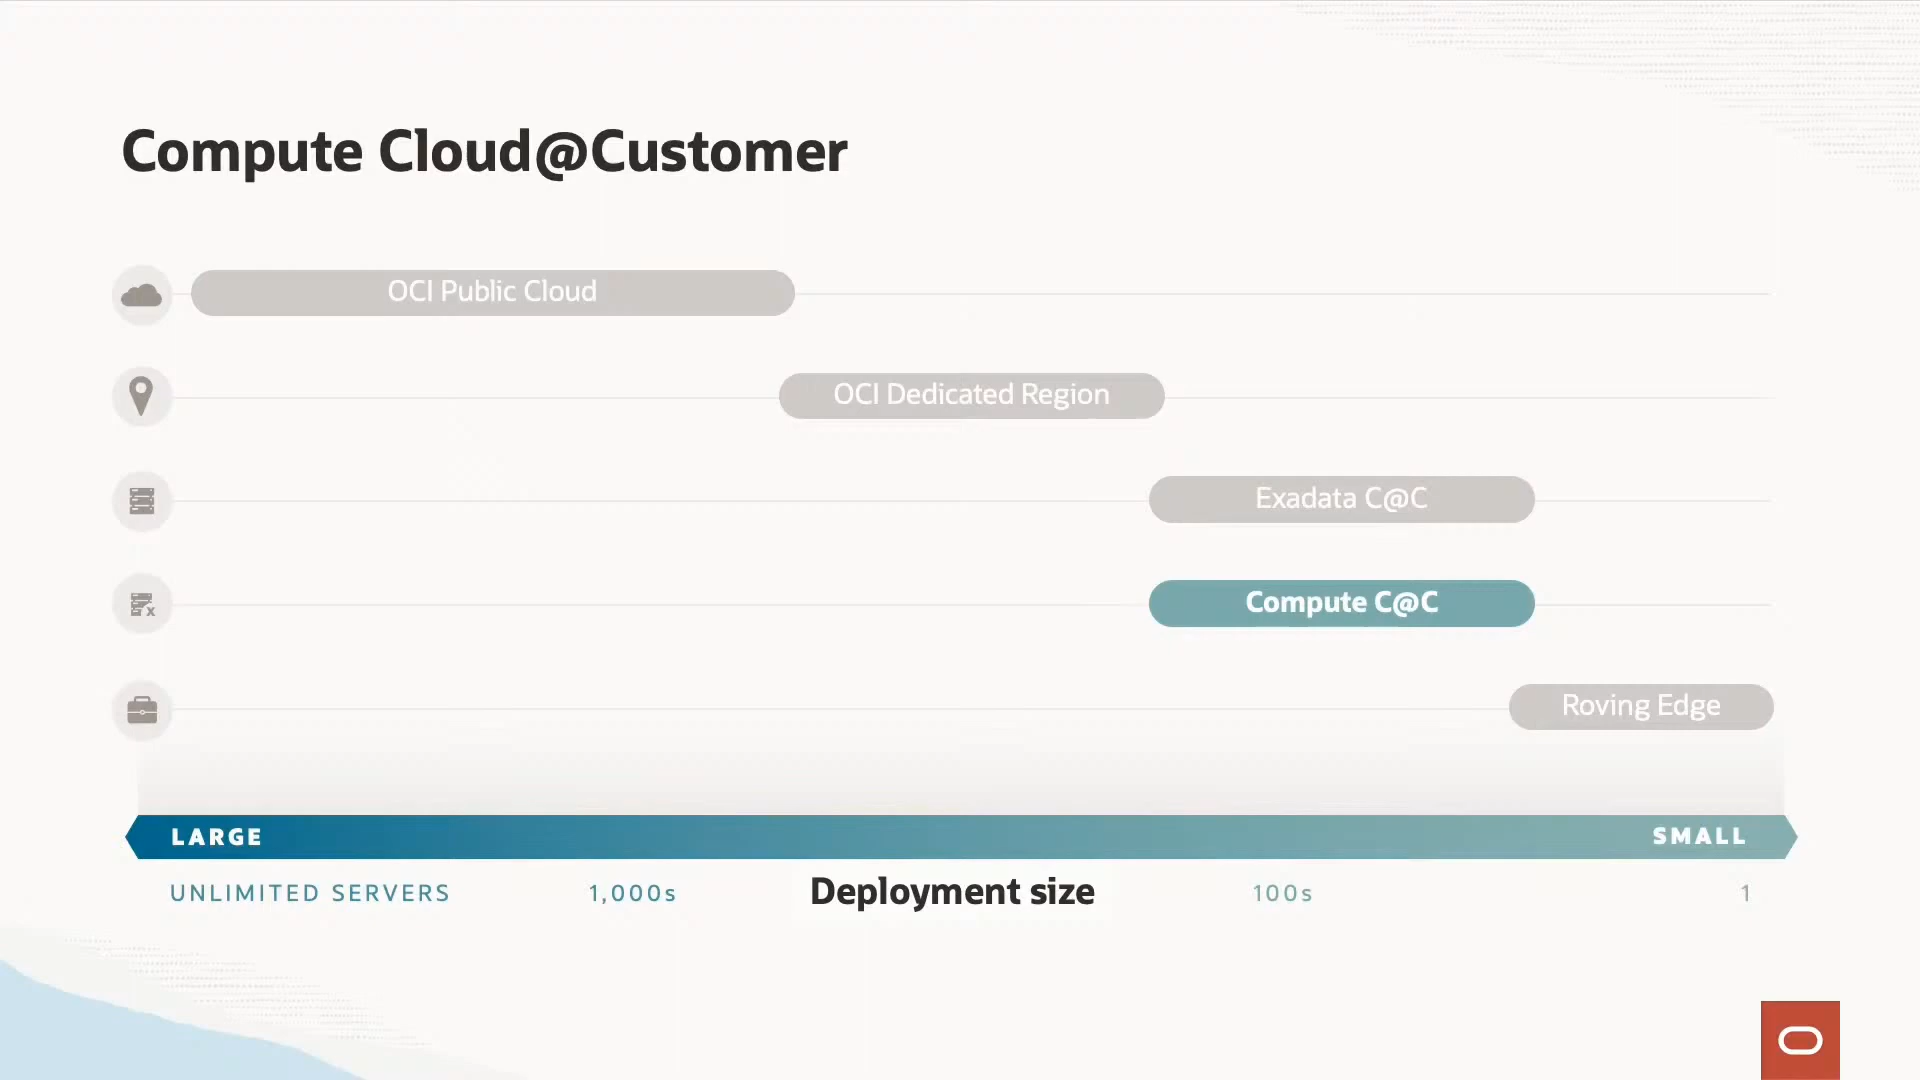 Compute Cloud@Customer
OCI Public Cloud
OCI Dedicated Region
Exadata C@C
Compute C@C
Roving Edge
LARGE
SMALL
UNLIMITED SERVERS
1,000s
Deployment size
100s
1